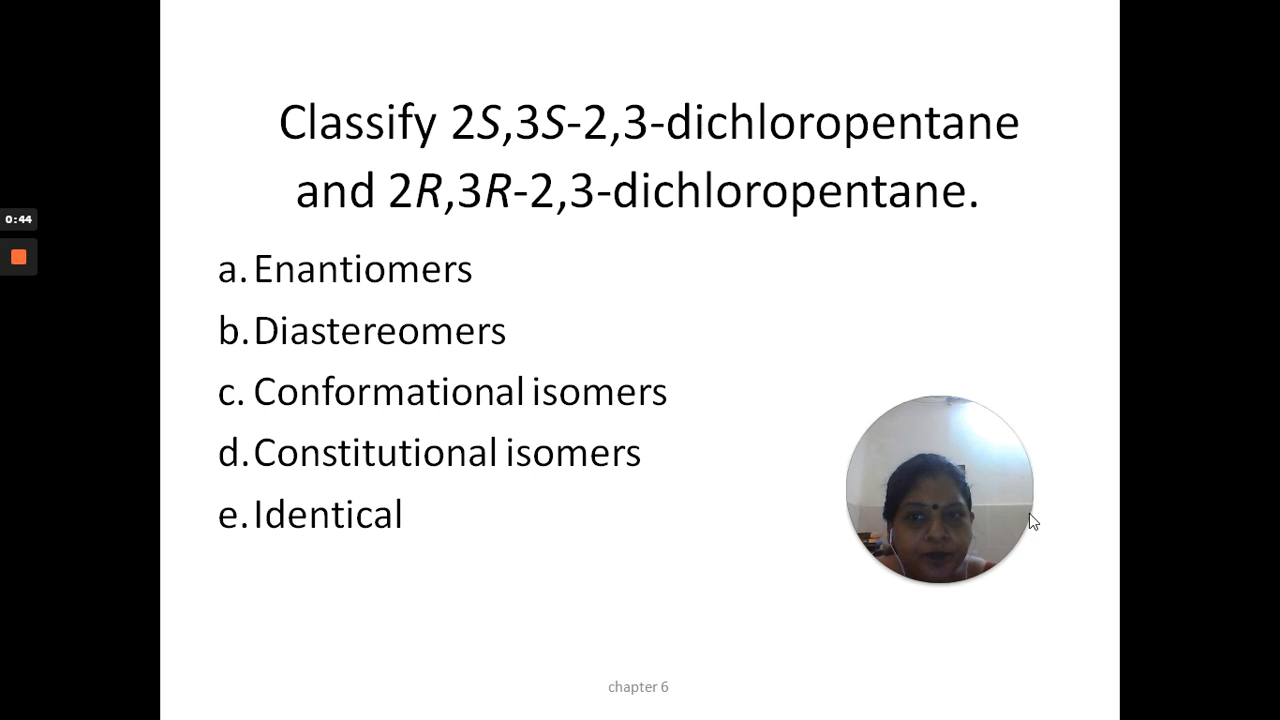 0:44
Classify 2S,3S-2,3-dichloropentane
and 2R,3R-2,3-dichloropentane.
a. Enantiomers
b. Diastereomers
c. Conformational isomers
d. Constitutional isomers
e. Identical
chapter 6